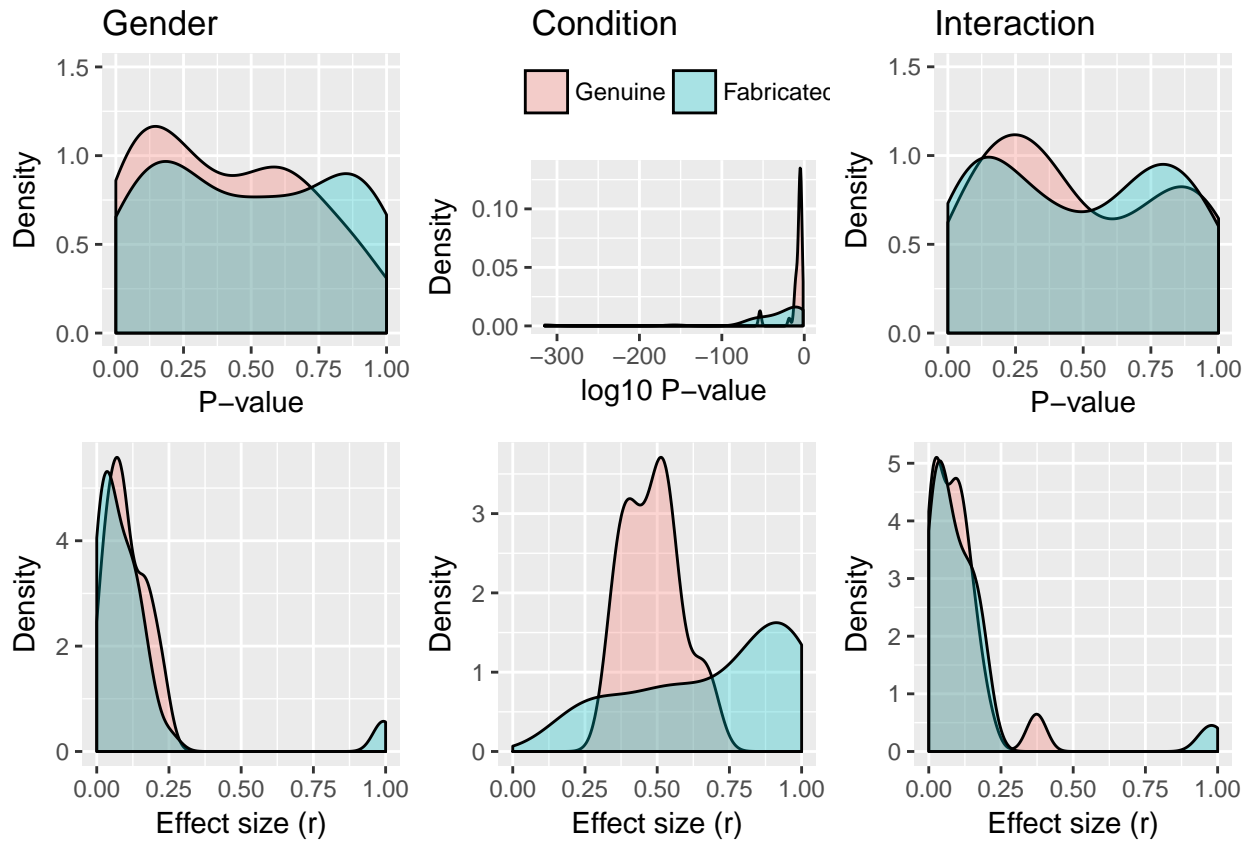 Gender
Condition
Interaction
Genuine
Fabricated
1.5
1.0
0.5
0.0
Density
0.00 0.25 0.50 0.75 1.00
P−value
0.10
0.05
0.00
Density
−300 −200 −100 0
log10 P−value
1.5
1.0
0.5
0.0
Density
0.00 0.25 0.50 0.75 1.00
P−value
4
2
0
Density
0.00 0.25 0.50 0.75 1.00
Effect size (r)
3
2
1
0
Density
0.00 0.25 0.50 0.75 1.00
Effect size (r)
5
4
3
2
1
0
Density
0.00 0.25 0.50 0.75 1.00
Effect size (r)